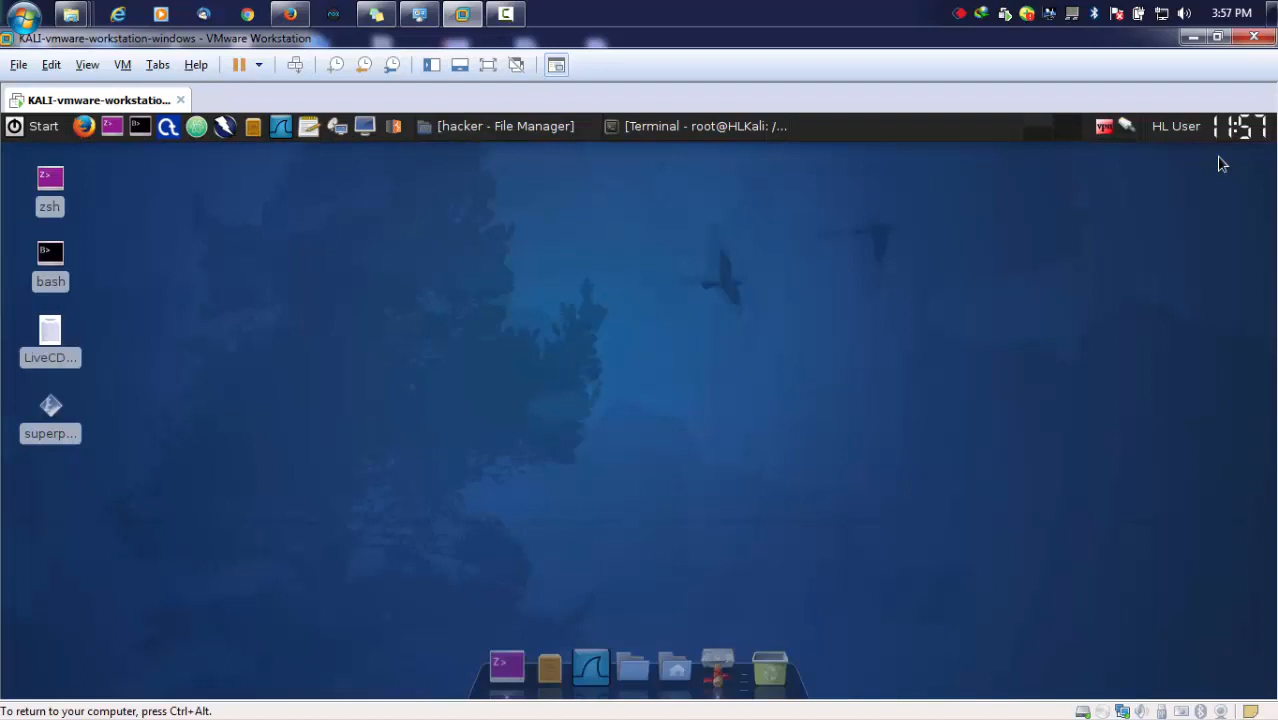 3:57 PM
KALI-vmware-workstation-windows - VMware Workstation
File Edit View VM Tabs Help
KALI-vmware-workstatio...
Start [hacker - File Manager] [Terminal - root@HLKali: /... HL User 11:57
Z>
zsh
B>
bash
LiveCD...
superp...
Z>
To return to your computer, press Ctrl+Alt.